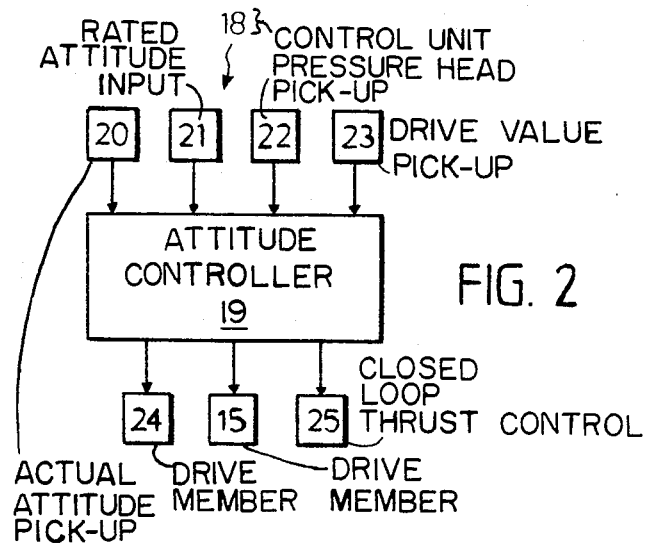 RATED
ATTITUDE
INPUT
18
CONTROL UNIT
PRESSURE HEAD
PICK-UP
20
21
22
23
DRIVE VALUE
PICK-UP
ATTITUDE
CONTROLLER
19
FIG. 2
CLOSED
LOOP
THRUST CONTROL
24
15
25
ACTUAL
ATTITUDE
PICK-UP
DRIVE
MEMBER
DRIVE
MEMBER